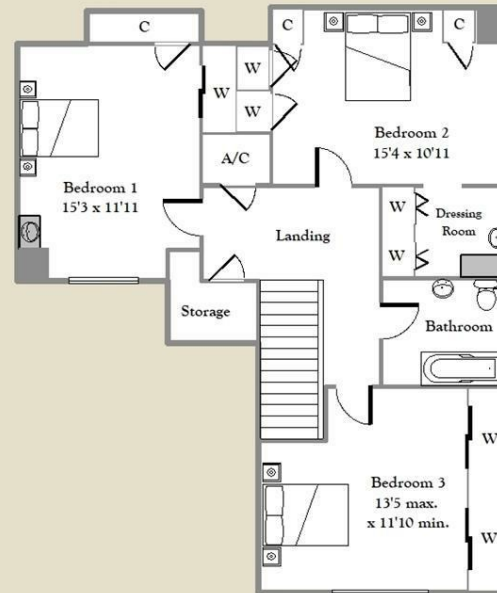 C
C
C
W
W
W
A/C
Bedroom 1
15'3 x 11'11
Bedroom 2
15'4 x 10'11
W
W
Dressing
Room
Landing
Storage
Bathroom
Bedroom 3
13'5 max.
x 11'10 min.
W
W